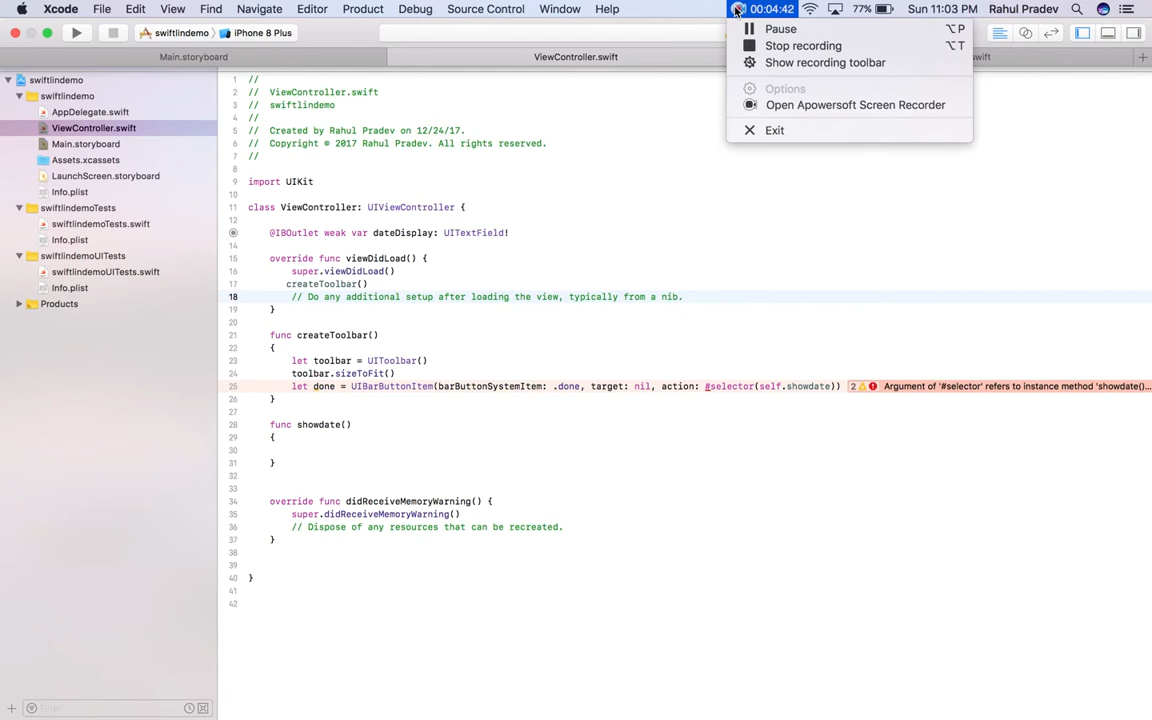 Xcode File Edit View Find Navigate Editor Product Debug Source Control Window Help 00:04:42 77% Sun 11:03 PM Rahul Pradev
swiftlindemo iPhone 8 Plus
Main.storyboard ViewController.swift
Pause ⌥P
Stop recording ⌥T
Show recording toolbar
Options
Open Apowersoft Screen Recorder
Exit
swiftlindemo
swiftlindemo
AppDelegate.swift
ViewController.swift
Main.storyboard
Assets.xcassets
LaunchScreen.storyboard
Info.plist
swiftlindemoTests
swiftlindemoTests.swift
Info.plist
swiftlindemoUITests
swiftlindemoUITests.swift
Info.plist
Products
Filter
1 //
2 // ViewController.swift
3 // swiftlindemo
4 //
5 // Created by Rahul Pradev on 12/24/17.
6 // Copyright © 2017 Rahul Pradev. All rights reserved.
7 //
8
9 import UIKit
10
11 class ViewController: UIViewController {
12
@IBOutlet weak var dateDisplay: UITextField!
14
15 override func viewDidLoad() {
16 super.viewDidLoad()
17 createToolbar()
18 // Do any additional setup after loading the view, typically from a nib.
19 }
20
21 func createToolbar()
22 {
23 let toolbar = UIToolbar()
24 toolbar.sizeToFit()
25 let done = UIBarButtonItem(barButtonSystemItem: .done, target: nil, action: #selector(self.showdate)) 2 Argument of '#selector' refers to instance method 'showdate()...
26 }
27
28 func showdate()
29 {
30
31 }
32
33
34 override func didReceiveMemoryWarning() {
35 super.didReceiveMemoryWarning()
36 // Dispose of any resources that can be recreated.
37 }
38
39
40 }
41
42